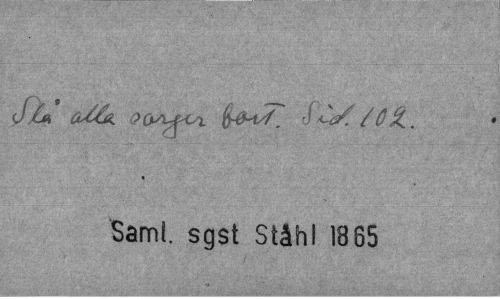 Slå alla sorger bort. Sid. 102.
Saml. sgst Ståhl 1865